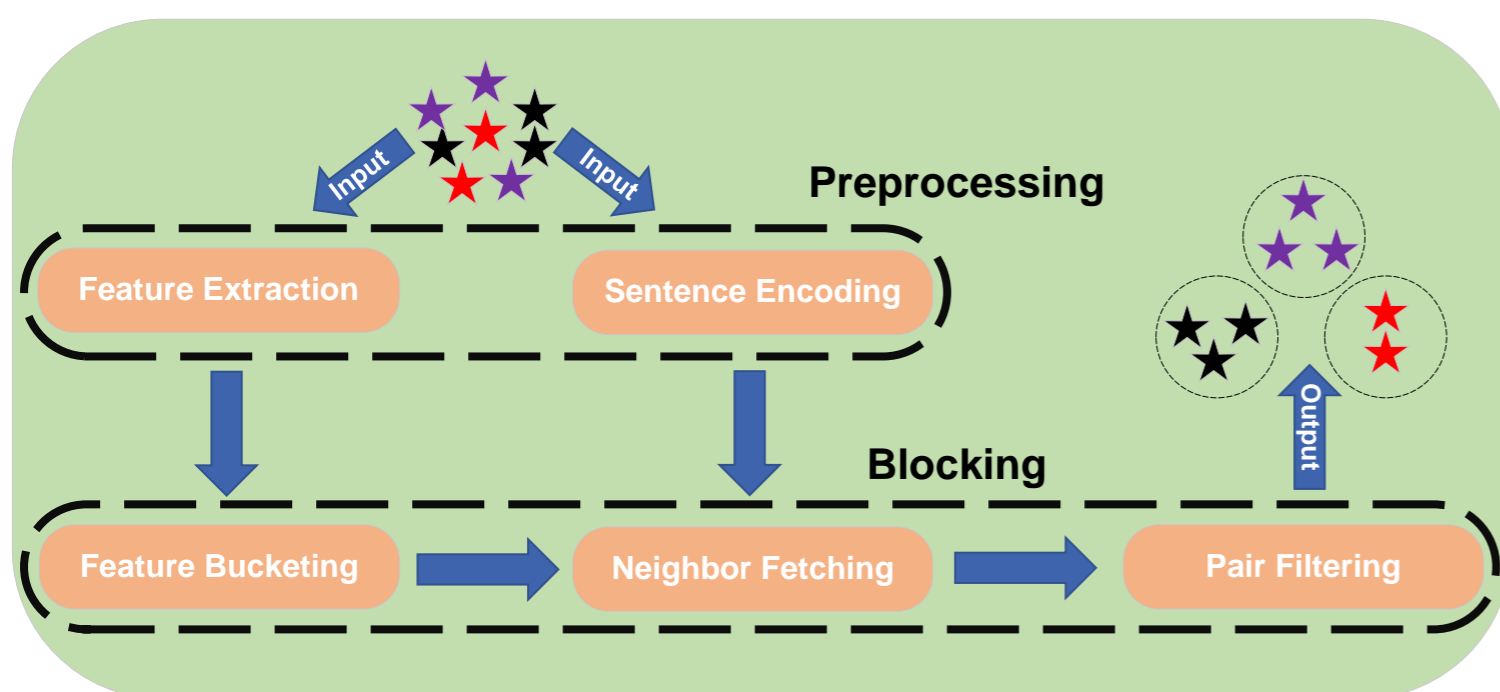 Input
Input
Preprocessing
Feature Extraction
Sentence Encoding
Output
Blocking
Feature Bucketing
Neighbor Fetching
Pair Filtering